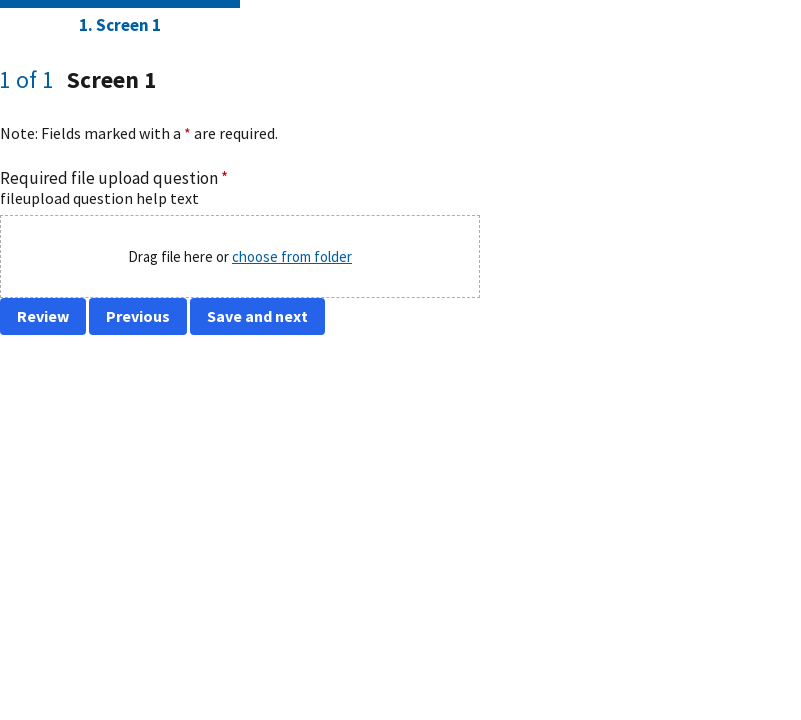 1. Screen 1
1 of 1 Screen 1
Note: Fields marked with a * are required.
Required file upload question *
fileupload question help text
Drag file here or choose from folder
Review Previous Save and next